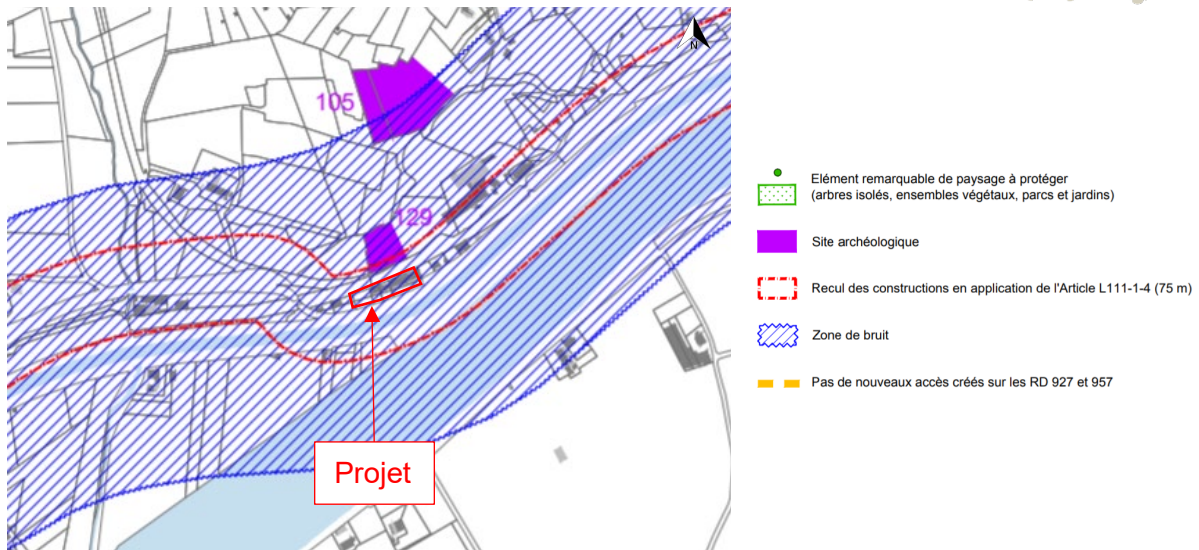 N
105
129
Projet
Elément remarquable de paysage à protéger
(arbres isolés, ensembles végétaux, parcs et jardins)
Site archéologique
Recul des constructions en application de l'Article L111-1-4 (75 m)
Zone de bruit
Pas de nouveaux accès créés sur les RD 927 et 957